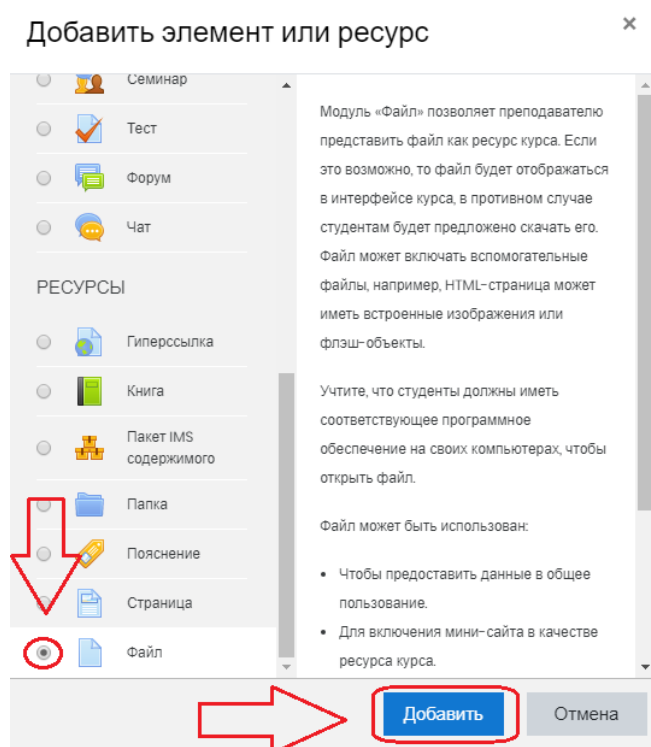 Добавить элемент или ресурс
×
Семинар
Тест
Форум
Чат
РЕСУРСЫ
Гиперссылка
Книга
Пакет IMS
содержимого
Папка
Пояснение
Страница
Файл
Модуль «Файл» позволяет преподавателю
представить файл как ресурс курса. Если
это возможно, то файл будет отображаться
в интерфейсе курса, в противном случае
студентам будет предложено скачать его.
Файл может включать вспомогательные
файлы, например, HTML-страница может
иметь встроенные изображения или
флэш-объекты.
Учтите, что студенты должны иметь
соответствующее программное
обеспечение на своих компьютерах, чтобы
открыть файл.
Файл может быть использован:
• Чтобы предоставить данные в общее
пользование.
• Для включения мини-сайта в качестве
ресурса курса.
Добавить
Отмена